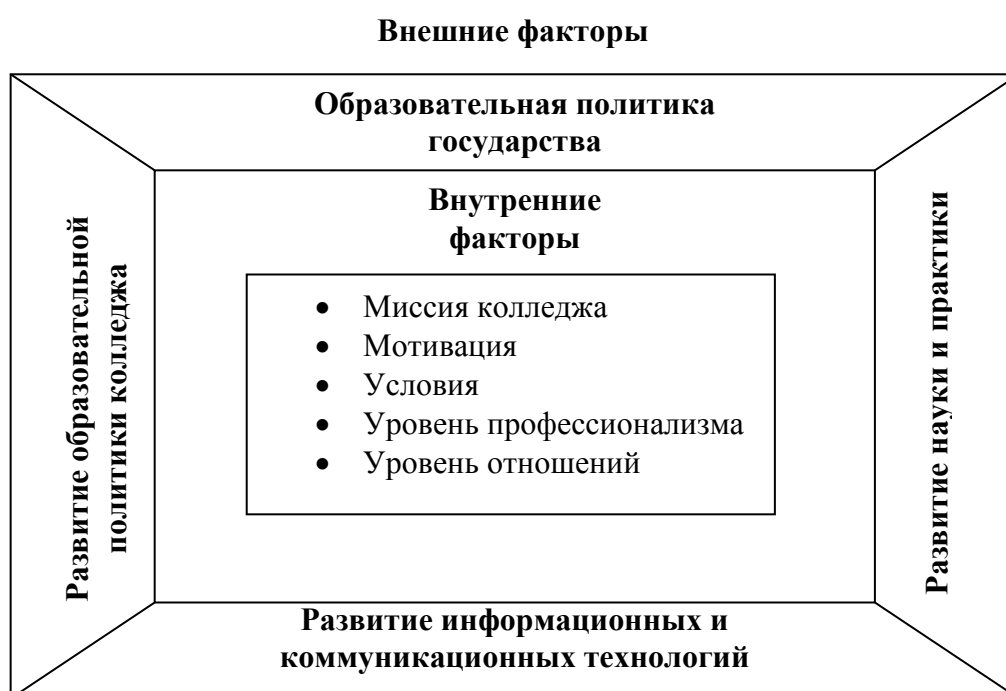 Внешние факторы
Образовательная политика
государства
Развитие образовательной
политики колледжа
Внутренние
факторы
• Миссия колледжа
• Мотивация
• Условия
• Уровень профессионализма
• Уровень отношений
Развитие науки и практики
Развитие информационных и
коммуникационных технологий